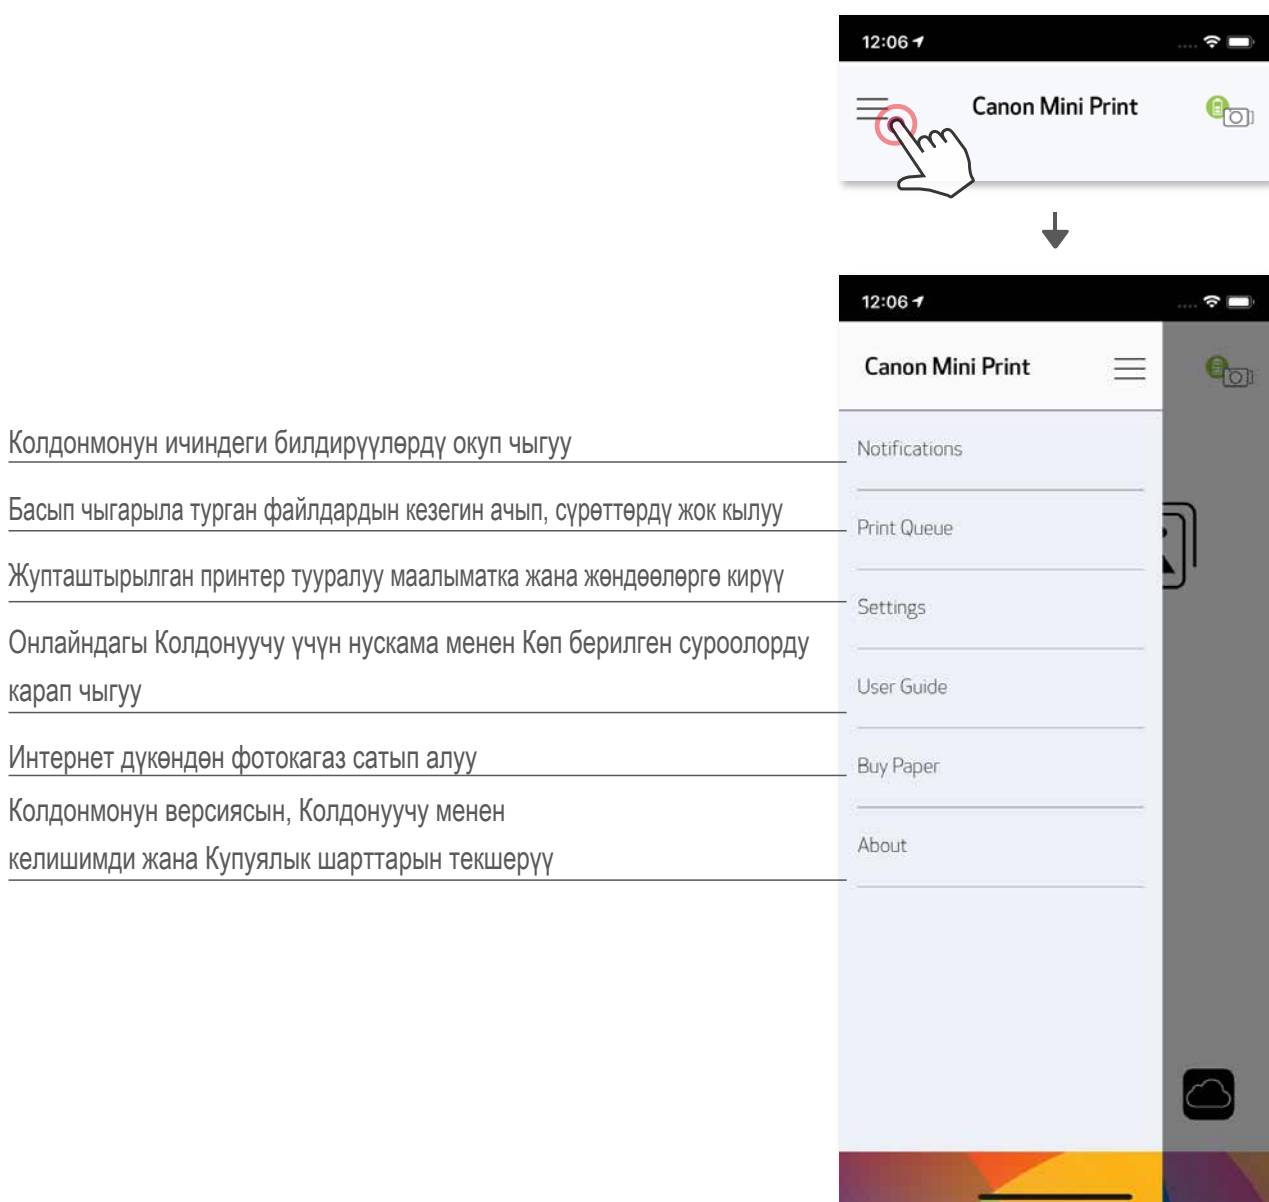 12:06
Canon Mini Print
12:06
Canon Mini Print
Колдонмонун ичиндеги билдирүүлөрдү окуп чыгуу
Notifications
Басып чыгарыла турган файлдардын кезегин ачып, сүрөттөрдү жок кылуу
Print Queue
Жупташтырылган принтер тууралуу маалыматка жана жөндөөлөргө кирүү
Settings
Онлайндагы Колдонуучу үчүн нускама менен Көп берилген суроолорду
карап чыгуу
User Guide
Интернет дүкөндөн фотокагаз сатып алуу
Buy Paper
Колдонмонун версиясын, Колдонуучу менен
келишимди жана Купуялык шарттарын текшерүү
About